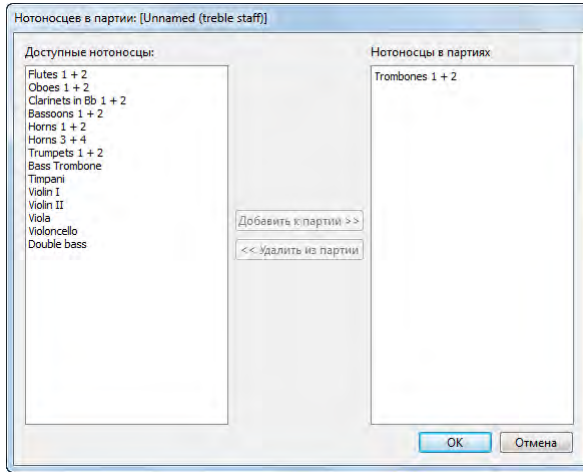 Нотоносцев в партии: [Unnamed (treble staff)]
Доступные нотоносцы:
Flutes 1 + 2
Oboes 1 + 2
Clarinets in Bb 1 + 2
Bassoons 1 + 2
Horns 1 + 2
Horns 3 + 4
Trumpets 1 + 2
Bass Trombone
Timpani
Violin I
Violin II
Viola
Violoncello
Double bass
Добавить к партии >>
<< Удалить из партии
Нотоносцы в партиях
Trombones 1 + 2
OK
Отмена